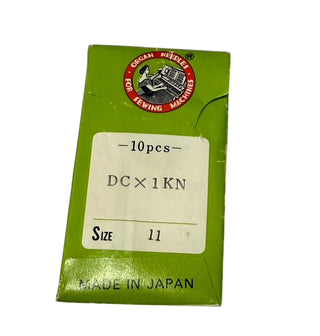 ORGAN NEEDLES
FOR SEWING MACHINES
-10pcs-
DC×1KN
SIZE 11
MADE IN JAPAN